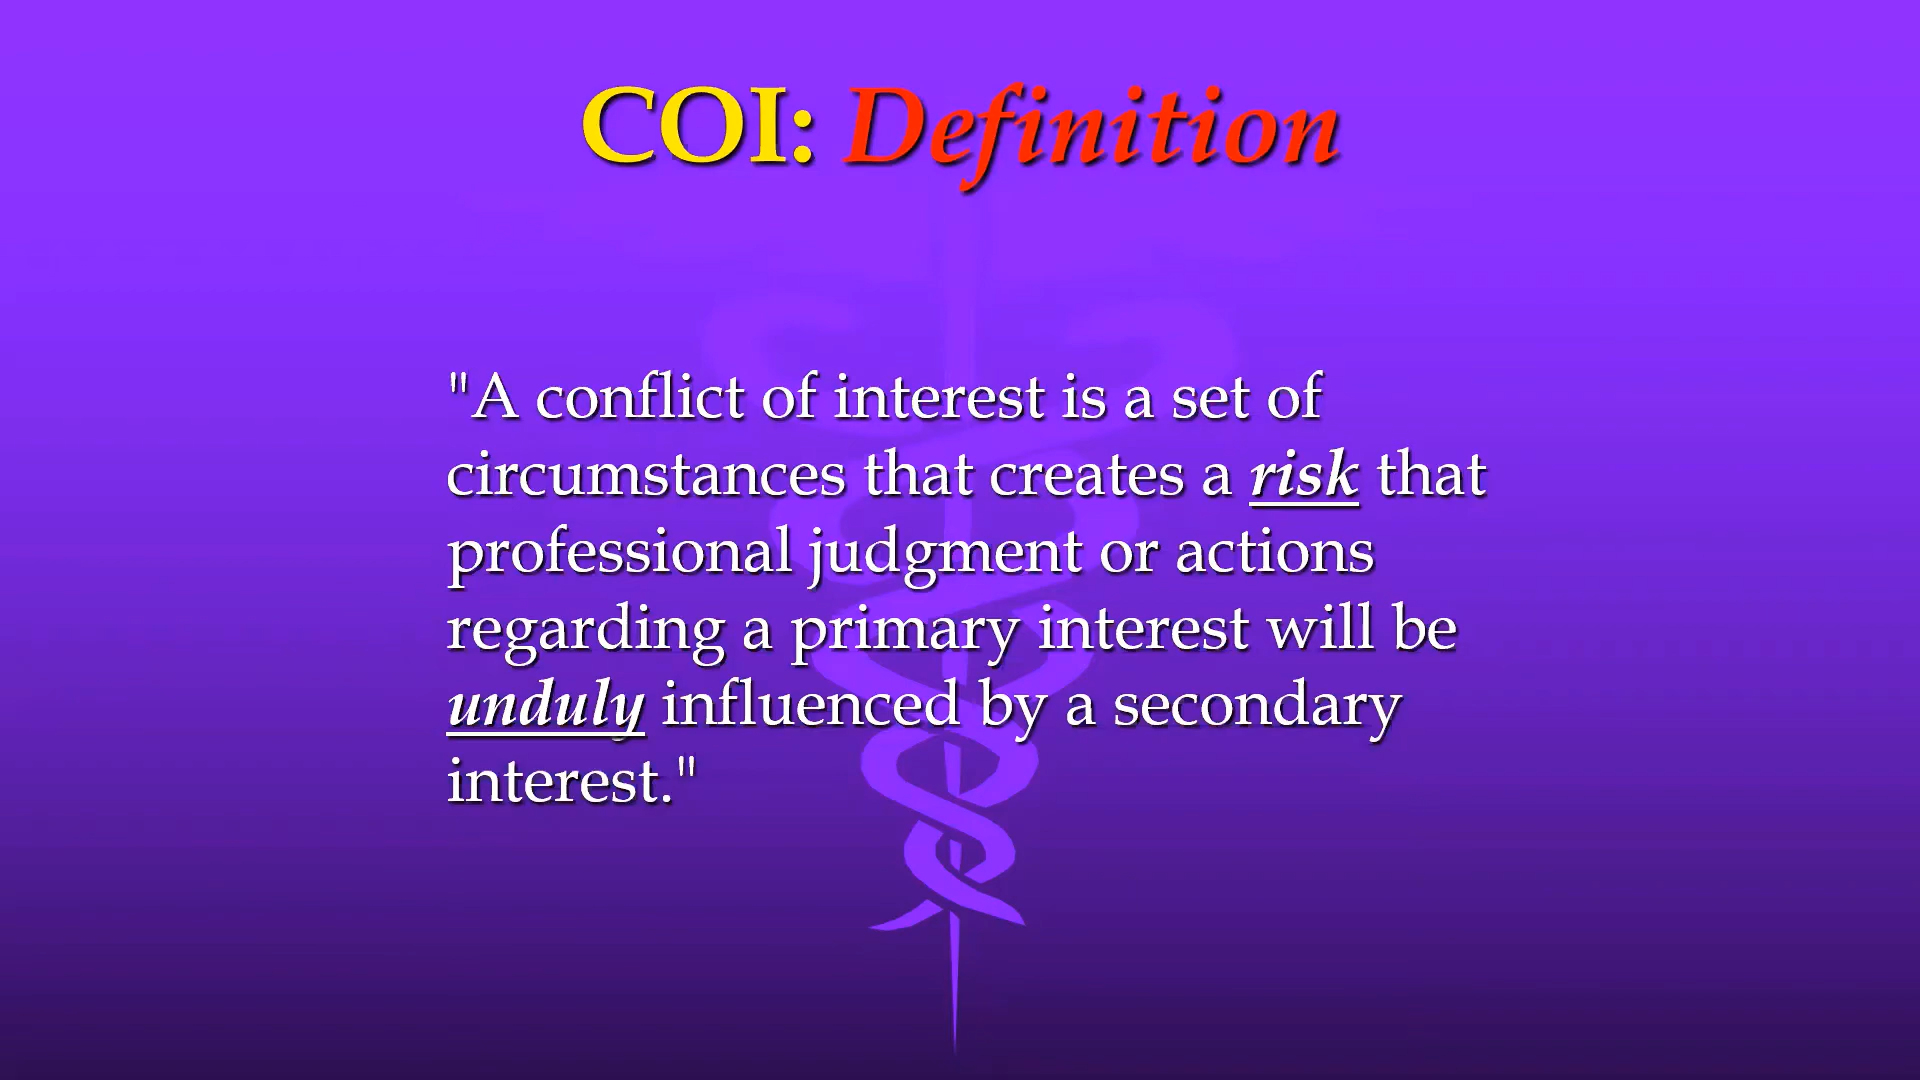 COI: Definition
"A conflict of interest is a set of
circumstances that creates a risk that
professional judgment or actions
regarding a primary interest will be
unduly influenced by a secondary
interest."